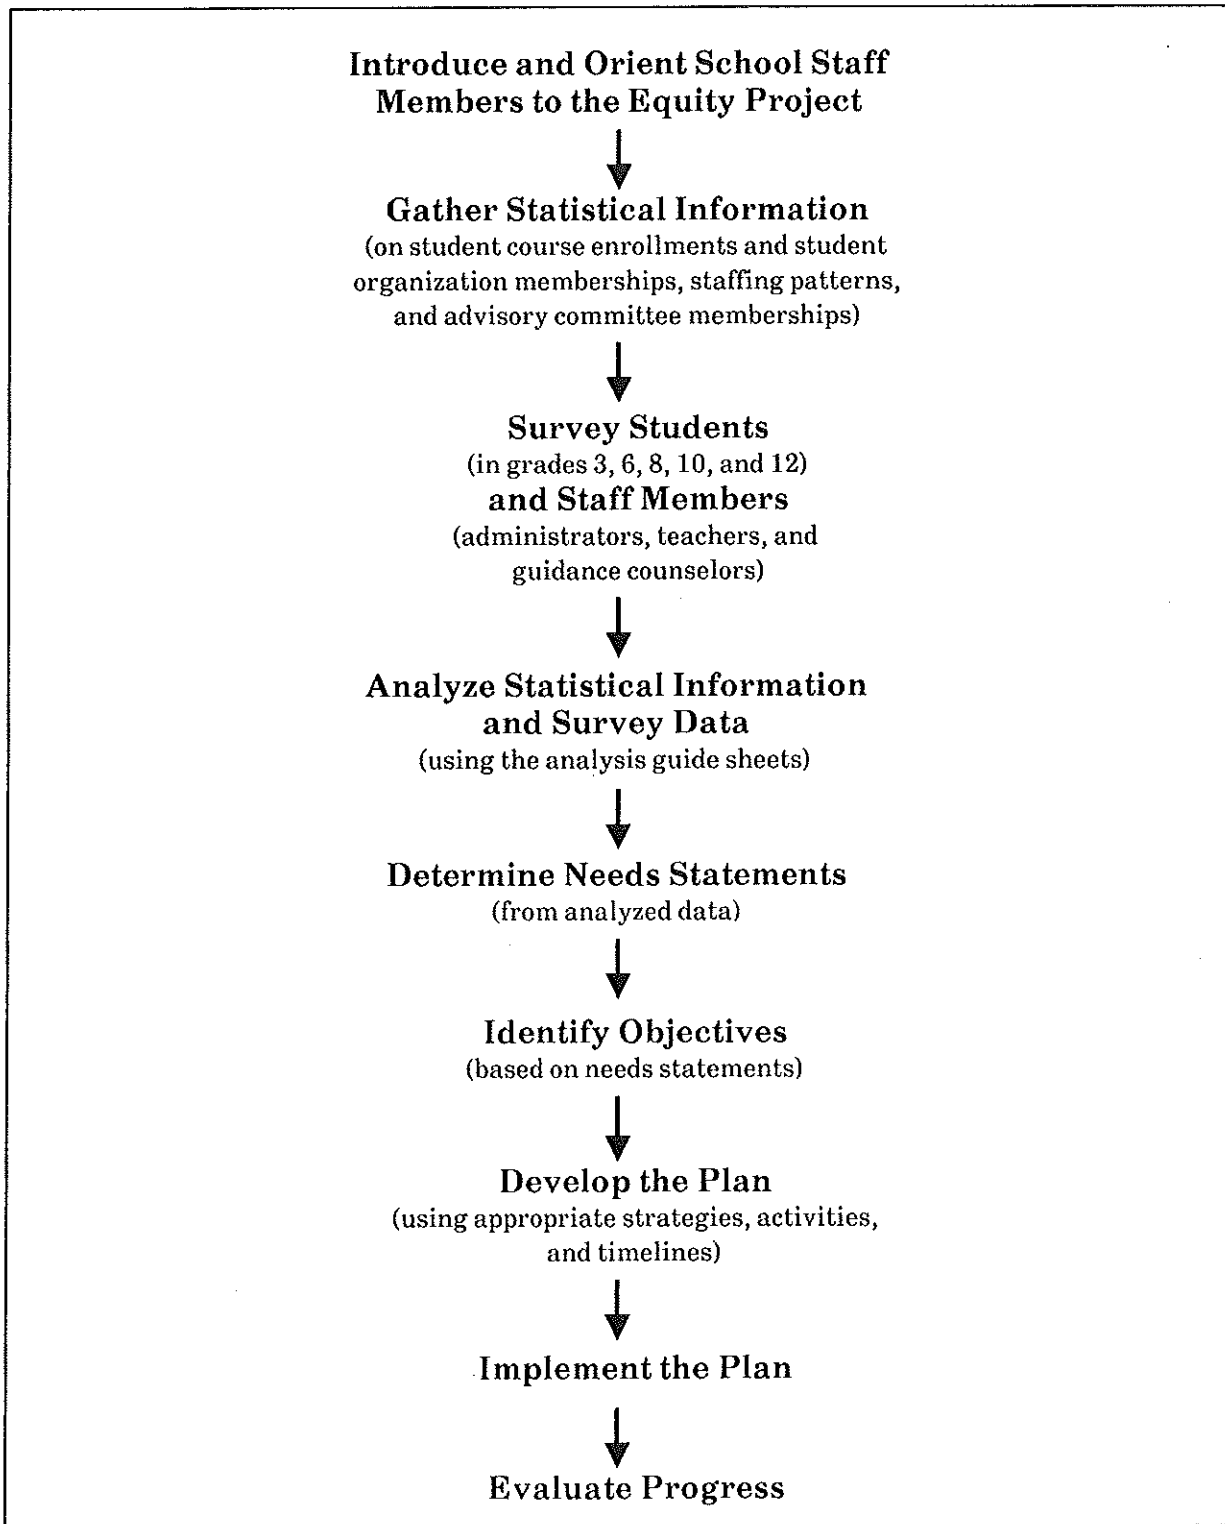 Introduce and Orient School Staff
Members to the Equity Project
Gather Statistical Information
(on student course enrollments and student
organization memberships, staffing patterns,
and advisory committee memberships)
Survey Students
(in grades 3, 6, 8, 10, and 12)
and Staff Members
(administrators, teachers, and
guidance counselors)
Analyze Statistical Information
and Survey Data
(using the analysis guide sheets)
Determine Needs Statements
(from analyzed data)
Identify Objectives
(based on needs statements)
Develop the Plan
(using appropriate strategies, activities,
and timelines)
Implement the Plan
Evaluate Progress